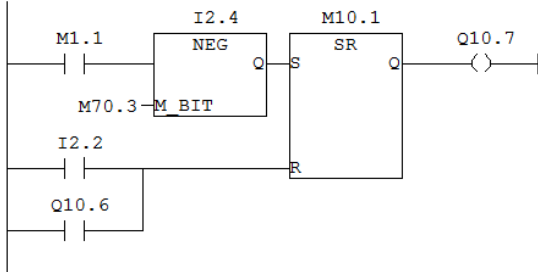 I2.4 M10.1
M1.1 NEG SR Q10.7
Q S Q
M70.3 M_BIT
I2.2
R
Q10.6